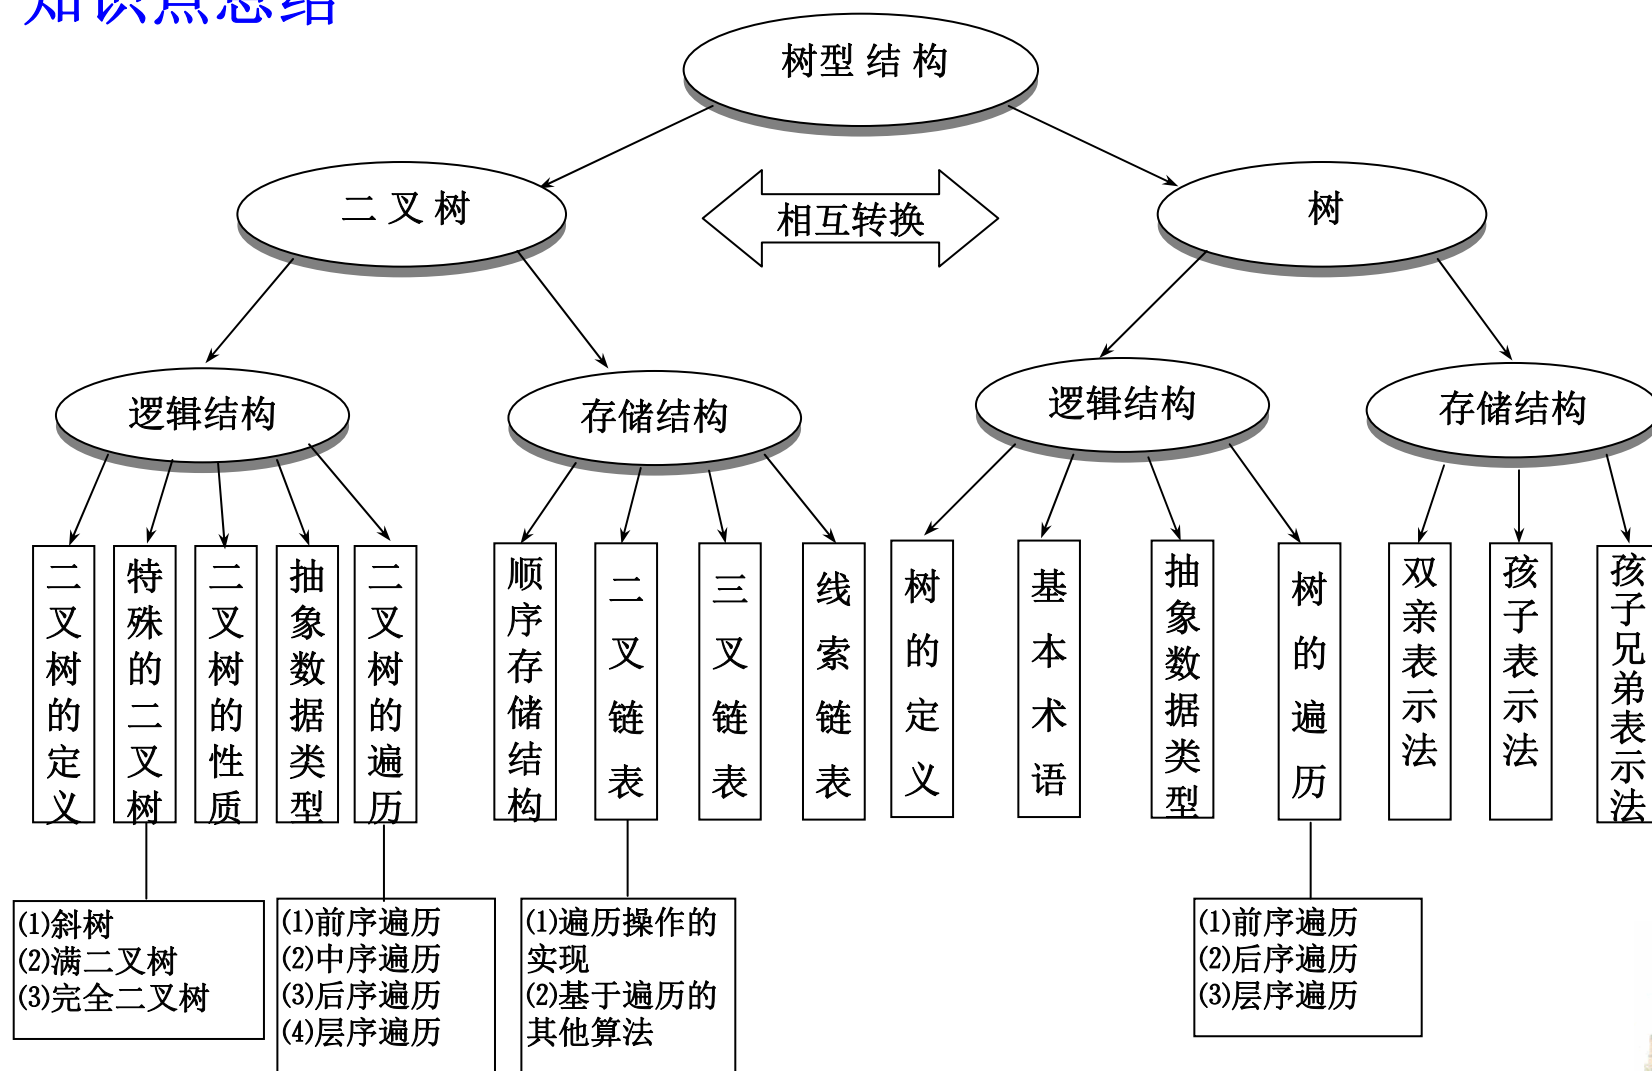 知识点总结
树型结构
二叉树
相互转换
树
逻辑结构
存储结构
逻辑结构
存储结构
二叉树的定义
特殊的二叉树
二叉树的性质
抽象数据类型
二叉树的遍历
顺序存储结构
二叉链表
三叉链表
线索链表
树的定义
基本术语
抽象数据类型
树的遍历
双亲表示法
孩子表示法
孩子兄弟表示法
⑴斜树
⑵满二叉树
⑶完全二叉树
⑴前序遍历
⑵中序遍历
⑶后序遍历
⑷层序遍历
⑴遍历操作的
实现
⑵基于遍历的
其他算法
⑴前序遍历
⑵后序遍历
⑶层序遍历